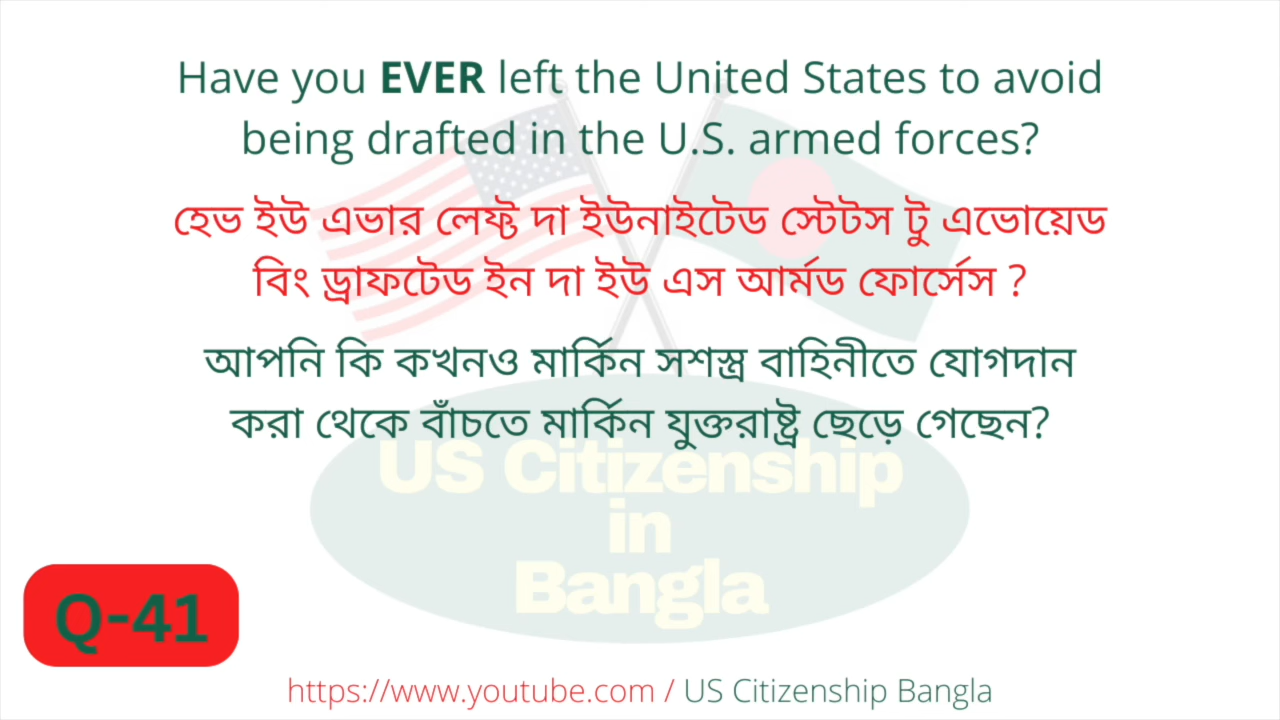 Have you EVER left the United States to avoid
being drafted in the U.S. armed forces?
হেভ ইউ এভার লেফ্ট দা ইউনাইটেড স্টেটস টু এভোয়েড
বিং ড্রাফটেড ইন দা ইউ এস আর্মড ফোর্সেস ?
আপনি কি কখনও মার্কিন সশস্ত্র বাহিনীতে যোগদান
করা থেকে বাঁচতে মার্কিন যুক্তরাষ্ট্র ছেড়ে গেছেন?
US Citizenship
in
Bangla
Q-41
https://www.youtube.com / US Citizenship Bangla